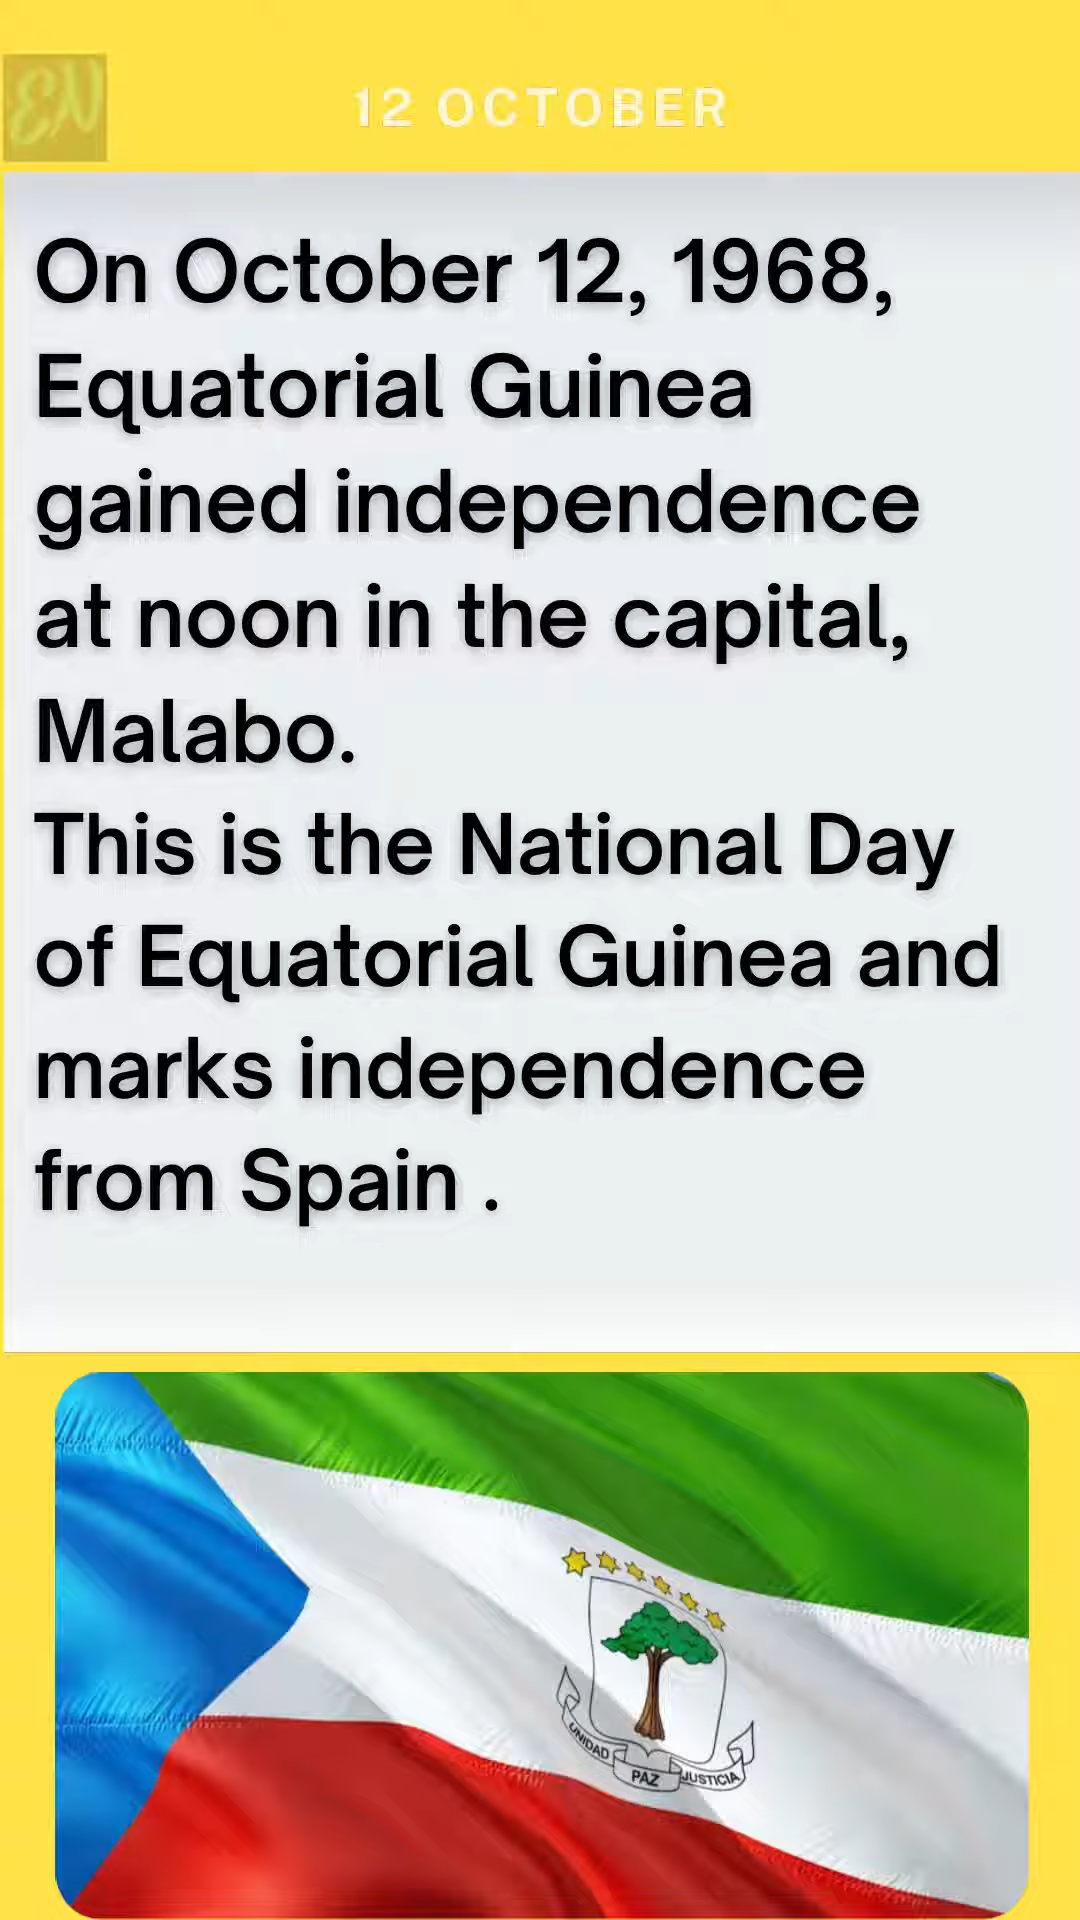 EN
12 OCTOBER
On October 12, 1968,
Equatorial Guinea
gained independence
at noon in the capital,
Malabo.
This is the National Day
of Equatorial Guinea and
marks independence
from Spain .
UNIDAD
PAZ
JUSTICIA